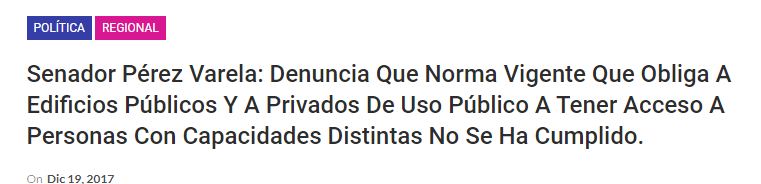 POLÍTICA REGIONAL
Senador Pérez Varela: Denuncia Que Norma Vigente Que Obliga A
Edificios Públicos Y A Privados De Uso Público A Tener Acceso A
Personas Con Capacidades Distintas No Se Ha Cumplido.
On Dic 19, 2017